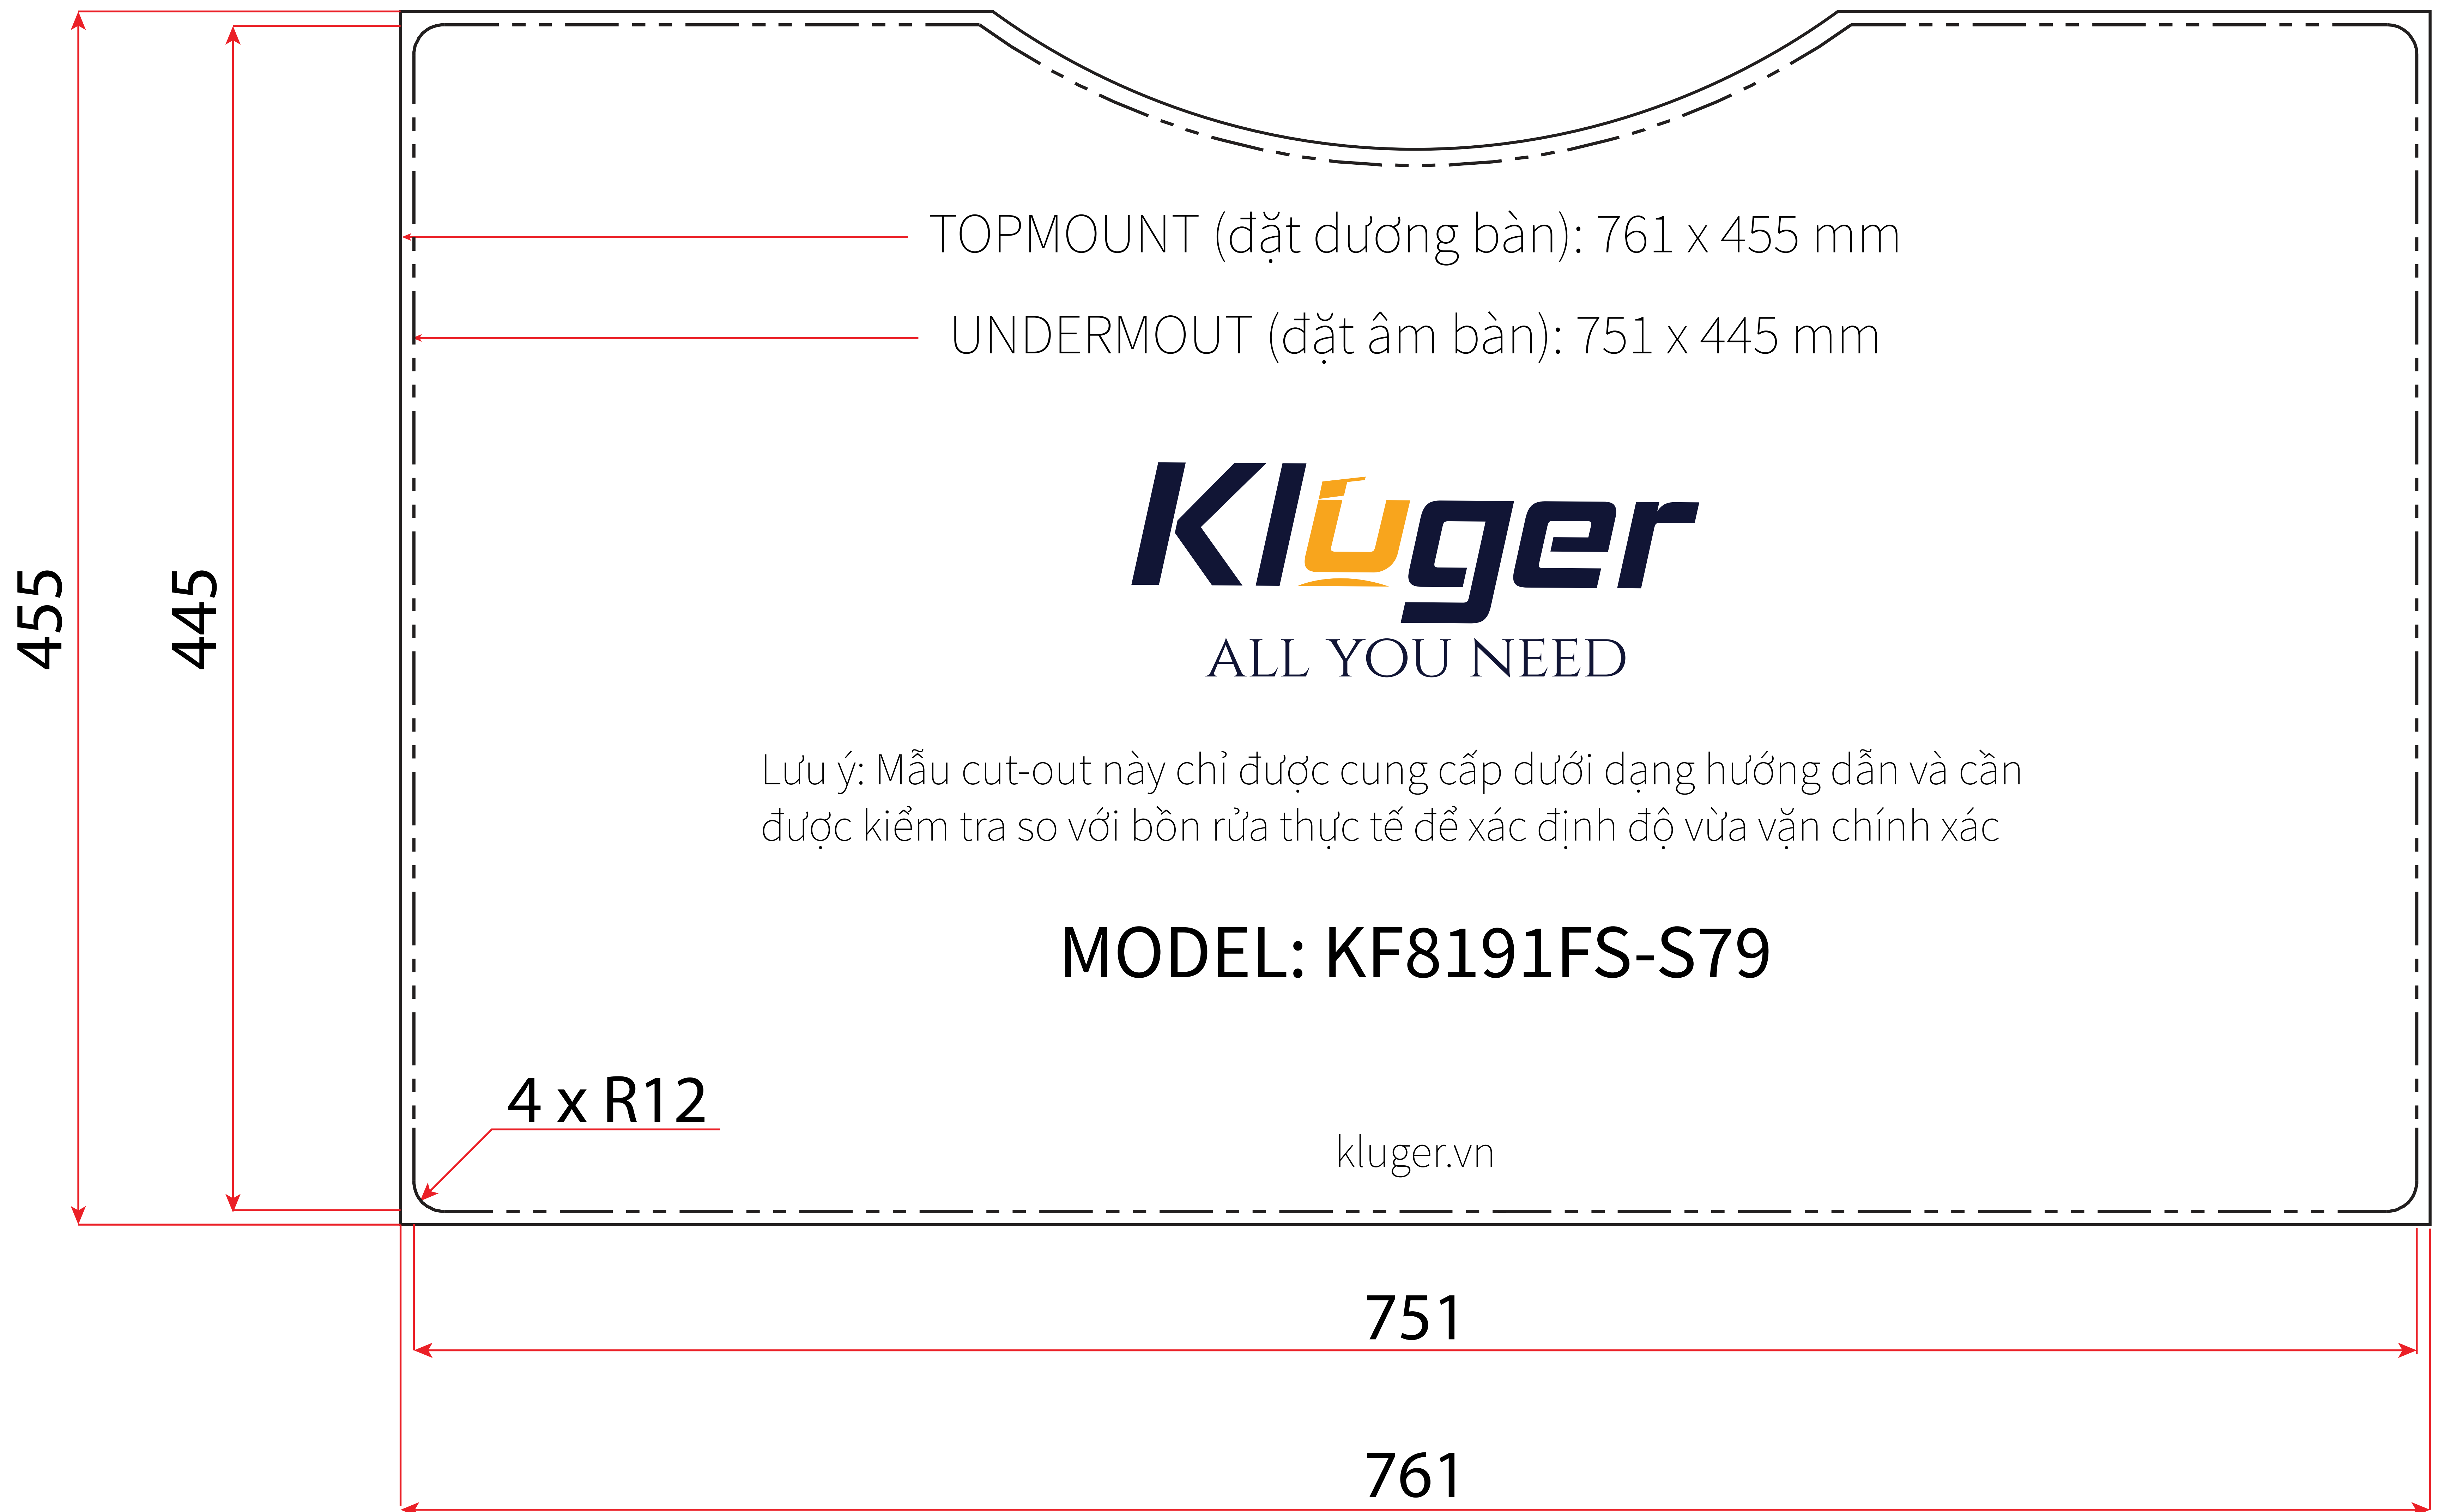 TOPMOUNT (đặt dương bàn): 761 x 455 mm
UNDERMOUT (đặt âm bàn): 751 x 445 mm
455
445
Kluger
ALL YOU NEED
Lưu ý: Mẫu cut-out này chỉ được cung cấp dưới dạng hướng dẫn và cần
được kiểm tra so với bồn rửa thực tế để xác định độ vừa vặn chính xác
MODEL: KF8191FS-S79
4 x R12
kluger.vn
751
761